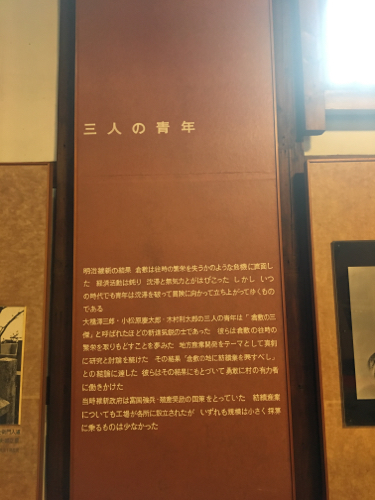 三人の青年
明治維新の結果 倉敷は往時の繁栄を失うかのような危機に直面し
た 経済活動は鈍り 沈滞と無気力とがはびこった しかし いつ
の時代でも青年は沈滞を破って冒険に向かって立ち上がって歩くもの
である
大橋澤三郎・小松原慶太郎・木村利太郎の三人の青年は「倉敷の三
傑」と呼ばれたほどの新進気鋭の士であった 彼らは倉敷の往時の
繁栄を取りもどすことを夢みた 地方産業開発をテーマとして真剣
に研究と討論を続けた その結果「倉敷の地に紡績業を興すべし」
との結論に達した 彼らはその結果にもとづいて勇敢に村の有力者
に働きかけた
当時維新政府は富国強兵・殖産興業の国策をとっていた 紡績産業
についても工場が各所に設立されたが いずれも規模は小さく採算
に乗るものは少なかった